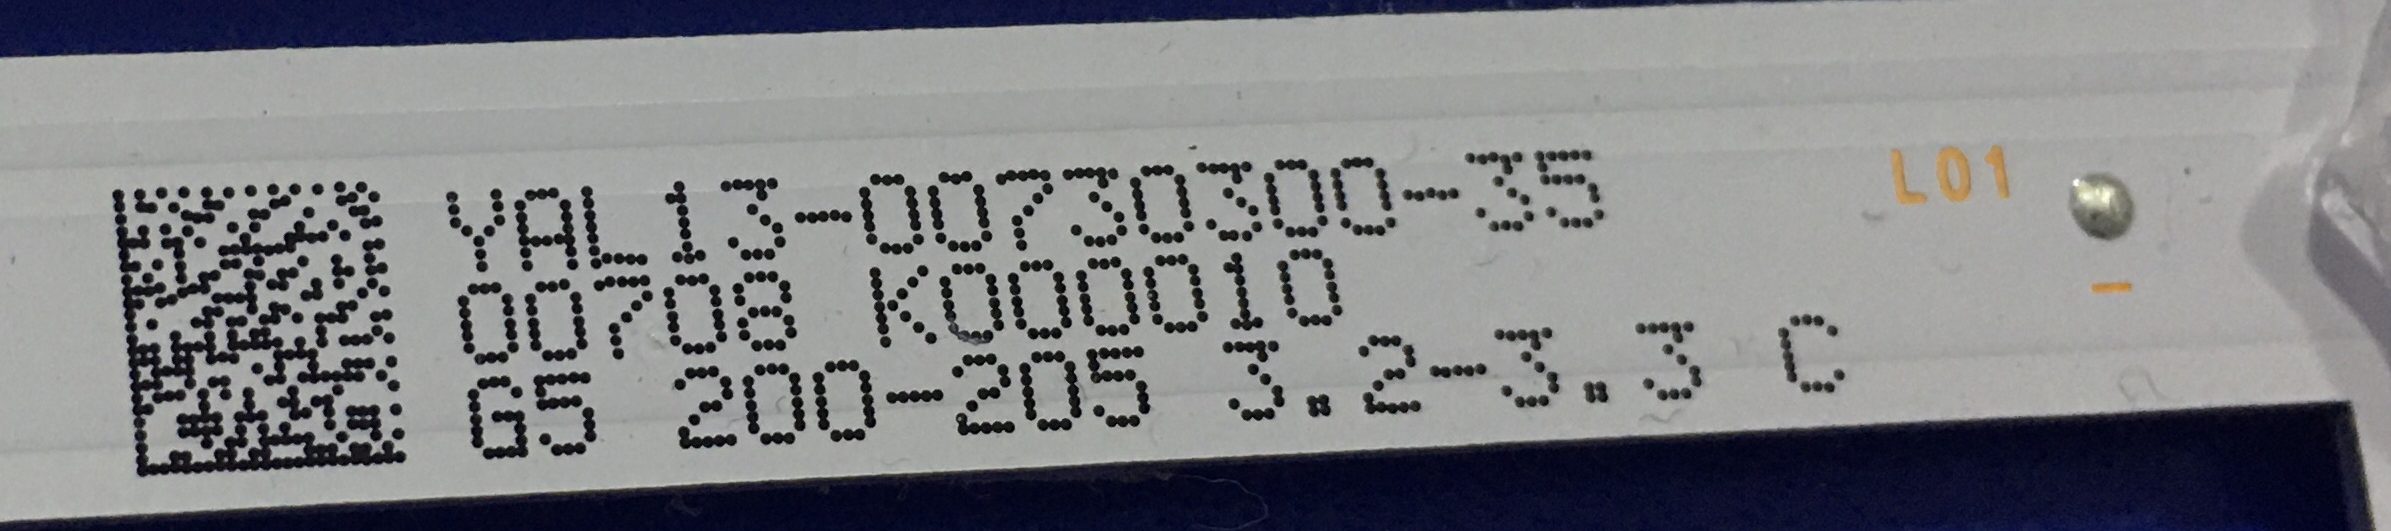 YAL13-00730300-35
L01
00708 K000010
G5 200-205 3.2-3.3 C